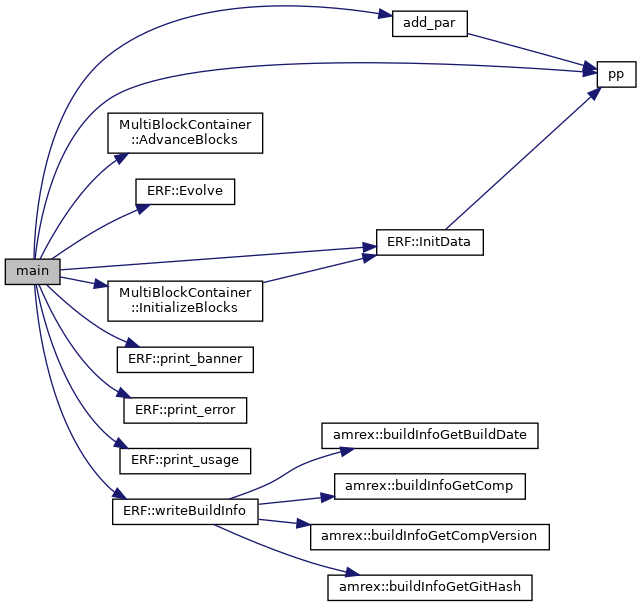 add_par
pp
MultiBlockContainer
::AdvanceBlocks
ERF::Evolve
ERF::InitData
main
MultiBlockContainer
::InitializeBlocks
ERF::print_banner
ERF::print_error
amrex::buildInfoGetBuildDate
ERF::print_usage
amrex::buildInfoGetComp
ERF::writeBuildInfo
amrex::buildInfoGetCompVersion
amrex::buildInfoGetGitHash